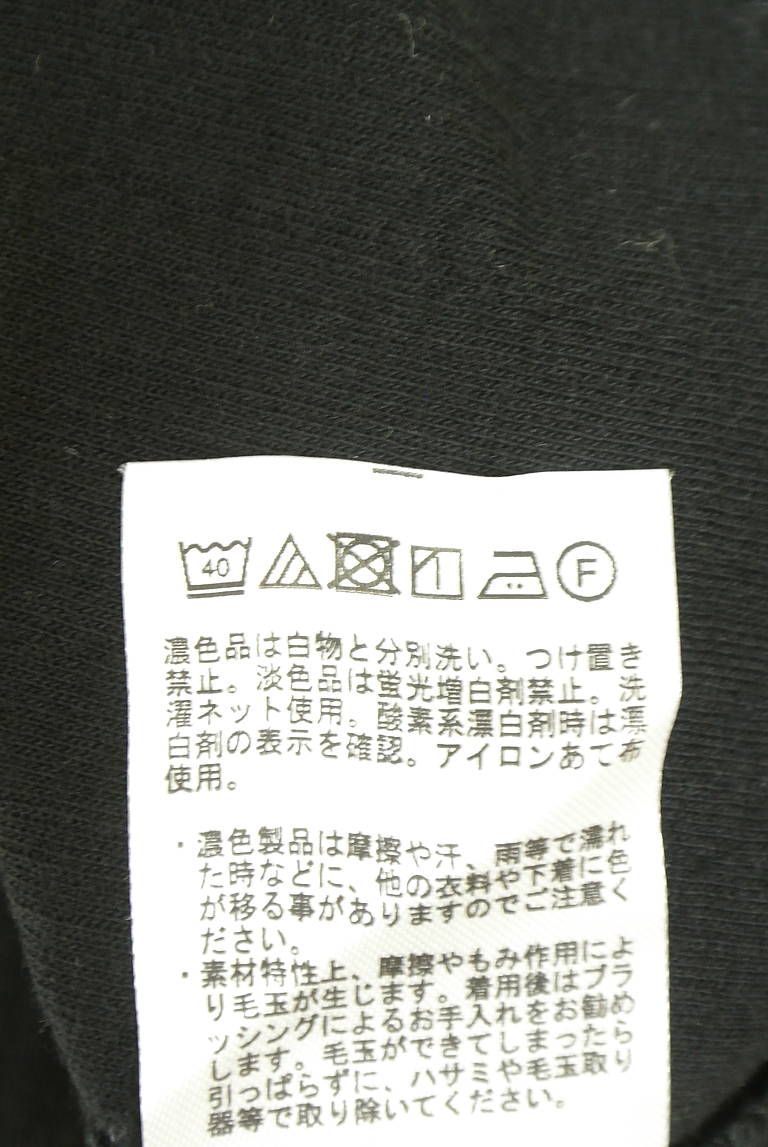 40 F
濃色品は白物と分別洗い。つけ置き
禁止。淡色品は蛍光増白剤禁止。洗
濯ネット使用。酸素系漂白剤時は漂
白剤の表示を確認。アイロンあて布
使用。
・濃色製品は摩擦や汗、雨等で濡れ
た時などに、他の衣料や下着に色
が移る事がありますのでご注意く
ださい。
・素材特性上、摩擦やもみ作用によ
り毛玉が生じます。着用後はブラ
ッシングによるお手入れをお勧め
します。毛玉ができてしまったら
引っぱらずに、ハサミや毛玉取り
器等で取り除いてください。